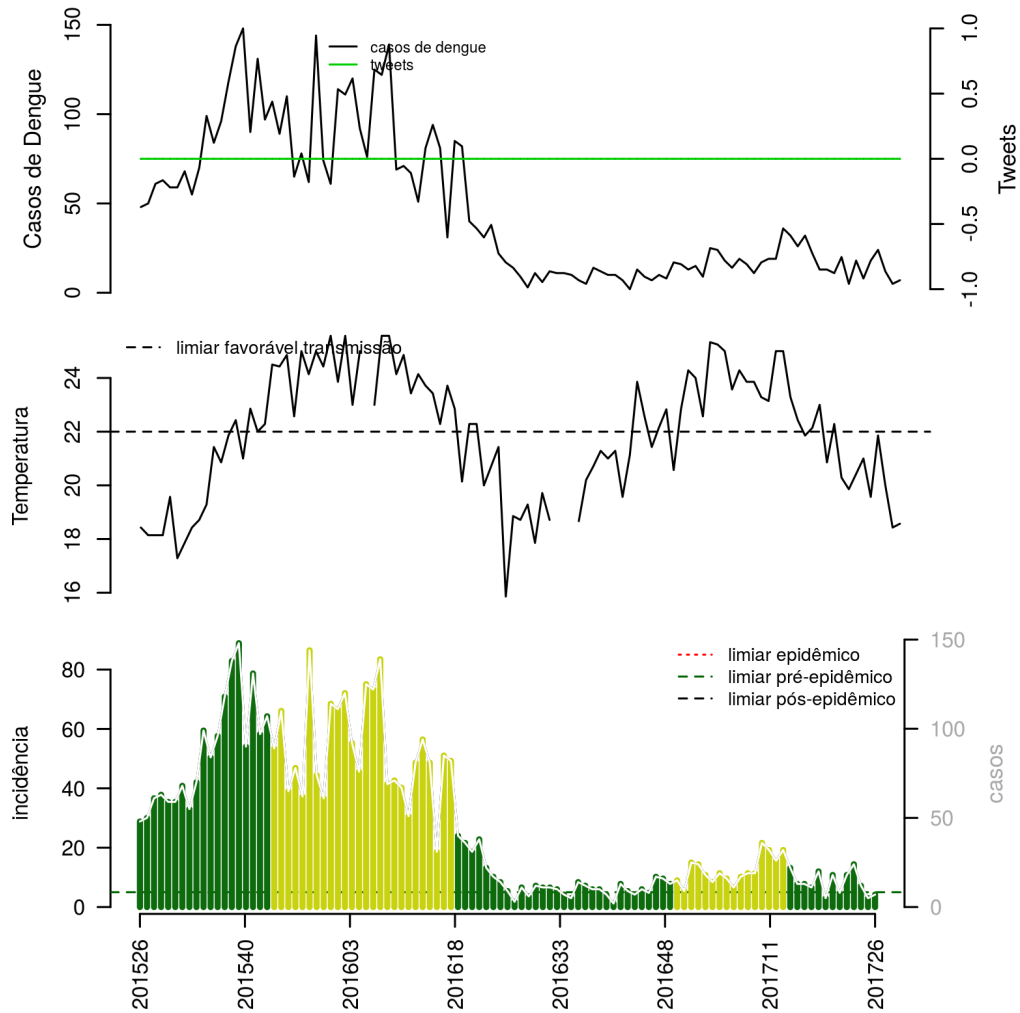 150
100
50
0
Casos de Dengue
casos de dengue
tweets
1.0
0.5
0.0
-0.5
-1.0
Tweets
limiar favorável transmissão
24
22
20
18
16
Temperatura
limiar epidêmico
limiar pré-epidêmico
limiar pós-epidêmico
80
60
40
20
0
incidência
150
100
50
0
casos
201526
201540
201603
201618
201633
201648
201711
201726